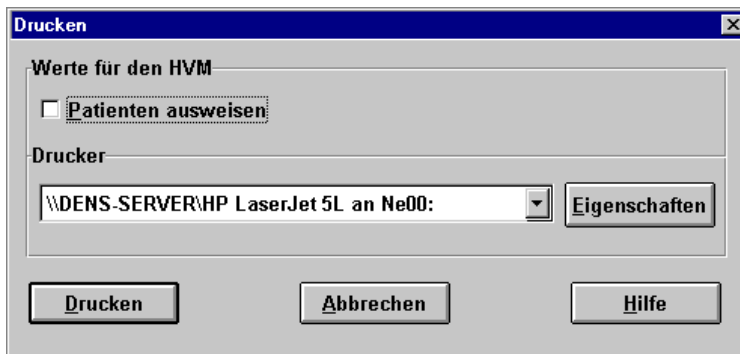 Drucken
Werte für den HVM
Patienten ausweisen
Drucker
\\DENS-SERVER\HP LaserJet 5L an Ne00:
Eigenschaften
Drucken Abbrechen Hilfe